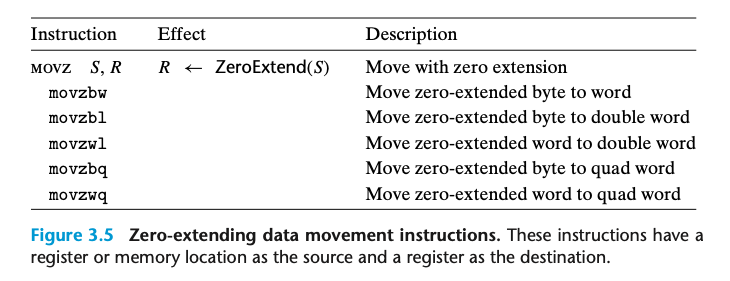 Instruction Effect Description
MOVZ S, R R ← ZeroExtend(S) Move with zero extension
movzbw Move zero-extended byte to word
movzbl Move zero-extended byte to double word
movzwl Move zero-extended word to double word
movzbq Move zero-extended byte to quad word
movzwq Move zero-extended word to quad word
Figure 3.5 Zero-extending data movement instructions. These instructions have a
register or memory location as the source and a register as the destination.